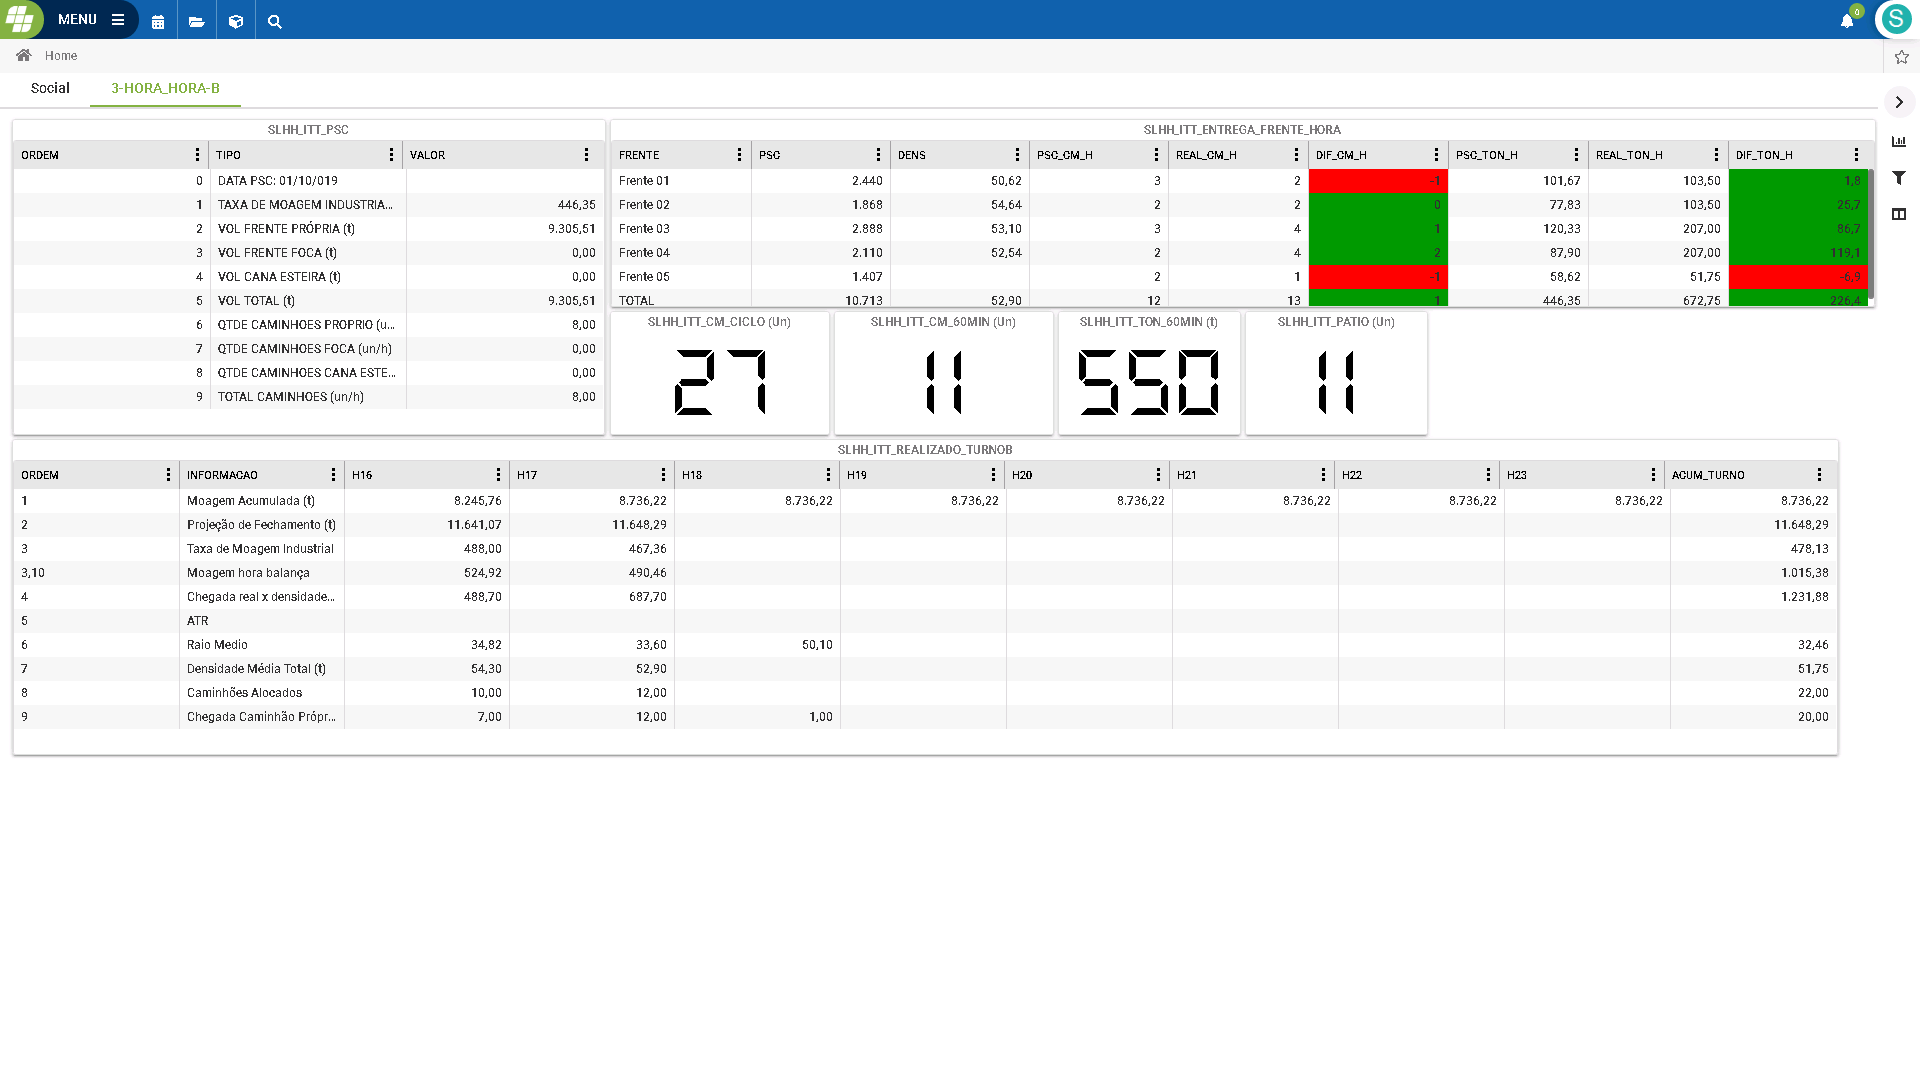 MENU
0
S
Home
Social
3-HORA_HORA-B
SLHH_ITT_PSC
ORDEM TIPO VALOR
0 DATA PSC: 01/10/019
1 TAXA DE MOAGEM INDUSTRIA... 446,35
2 VOL FRENTE PRÓPRIA (t) 9.305,51
3 VOL FRENTE FOCA (t) 0,00
4 VOL CANA ESTEIRA (t) 0,00
5 VOL TOTAL (t) 9.305,51
6 QTDE CAMINHOES PROPRIO (u... 8,00
7 QTDE CAMINHOES FOCA (un/h) 0,00
8 QTDE CAMINHOES CANA ESTE... 0,00
9 TOTAL CAMINHOES (un/h) 8,00
SLHH_ITT_ENTREGA_FRENTE_HORA
FRENTE PSC DENS PSC_CM_H REAL_CM_H DIF_CM_H PSC_TON_H REAL_TON_H DIF_TON_H
Frente 01 2.440 50,62 3 2 -1 101,67 103,50 1,8
Frente 02 1.868 54,64 2 2 0 77,83 103,50 25,7
Frente 03 2.888 53,10 3 4 1 120,33 207,00 86,7
Frente 04 2.110 52,54 2 4 2 87,90 207,00 119,1
Frente 05 1.407 2 1 -1 58,62 51,75 -6,9
TOTAL 10.713 52,90 12 13 1 446,35 672,75 226,4
SLHH_ITT_CM_CICLO (Un)
27
SLHH_ITT_CM_60MIN (Un)
11
SLHH_ITT_TON_60MIN (t)
550
SLHH_ITT_PATIO (Un)
11
SLHH_ITT_REALIZADO_TURNOB
ORDEM INFORMACAO H16 H17 H18 H19 H20 H21 H22 H23 ACUM_TURNO
1 Moagem Acumulada (t) 8.245,76 8.736,22 8.736,22 8.736,22 8.736,22 8.736,22 8.736,22 8.736,22 8.736,22
2 Projeção de Fechamento (t) 11.641,07 11.648,29 11.648,29
3 Taxa de Moagem Industrial 488,00 467,36 478,13
3,10 Moagem hora balança 524,92 490,46 1.015,38
4 Chegada real x densidade... 488,70 687,70 1.231,88
5 ATR
6 Raio Medio 34,82 33,60 50,10 32,46
7 Densidade Média Total (t) 54,30 52,90 51,75
8 Caminhões Alocados 10,00 12,00 22,00
9 Chegada Caminhão Própr... 7,00 12,00 1,00 20,00